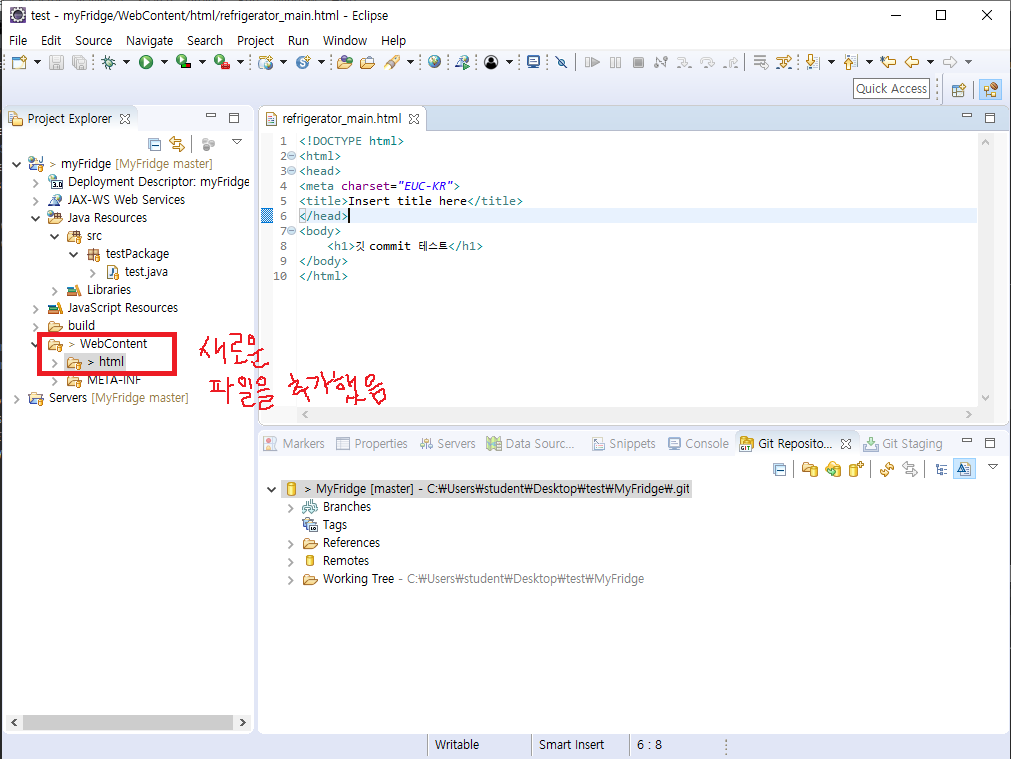 test - myFridge/WebContent/html/refrigerator_main.html - Eclipse
File Edit Source Navigate Search Project Run Window Help
Quick Access
Project Explorer
> myFridge [MyFridge master]
Deployment Descriptor: myFridge
JAX-WS Web Services
Java Resources
src
testPackage
test.java
Libraries
JavaScript Resources
build
> WebContent
> html
META-INF
Servers [MyFridge master]
새로운
파일을 추가했음
refrigerator_main.html
1 <!DOCTYPE html>
2 <html>
3 <head>
4 <meta charset="EUC-KR">
5 <title>Insert title here</title>
6 </head>
7 <body>
8 <h1>깃 commit 테스트</h1>
9 </body>
10 </html>
Markers Properties Servers Data Sourc... Snippets Console Git Reposito... Git Staging
> MyFridge [master] - C:₩Users₩student₩Desktop₩test₩MyFridge₩.git
Branches
Tags
References
Remotes
Working Tree - C:₩Users₩student₩Desktop₩test₩MyFridge
Writable Smart Insert 6 : 8